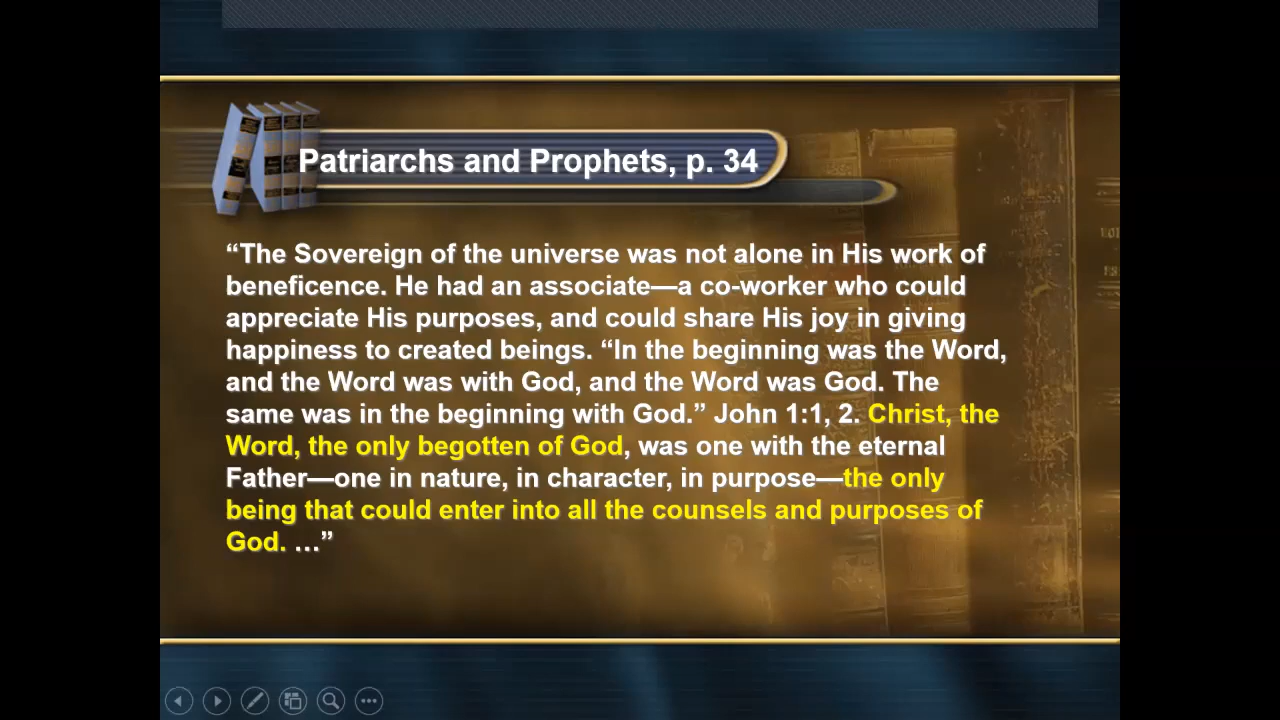 Patriarchs and Prophets, p. 34
“The Sovereign of the universe was not alone in His work of
beneficence. He had an associate—a co-worker who could
appreciate His purposes, and could share His joy in giving
happiness to created beings. “In the beginning was the Word,
and the Word was with God, and the Word was God. The
same was in the beginning with God.” John 1:1, 2. Christ, the
Word, the only begotten of God, was one with the eternal
Father—one in nature, in character, in purpose—the only
being that could enter into all the counsels and purposes of
God. …”